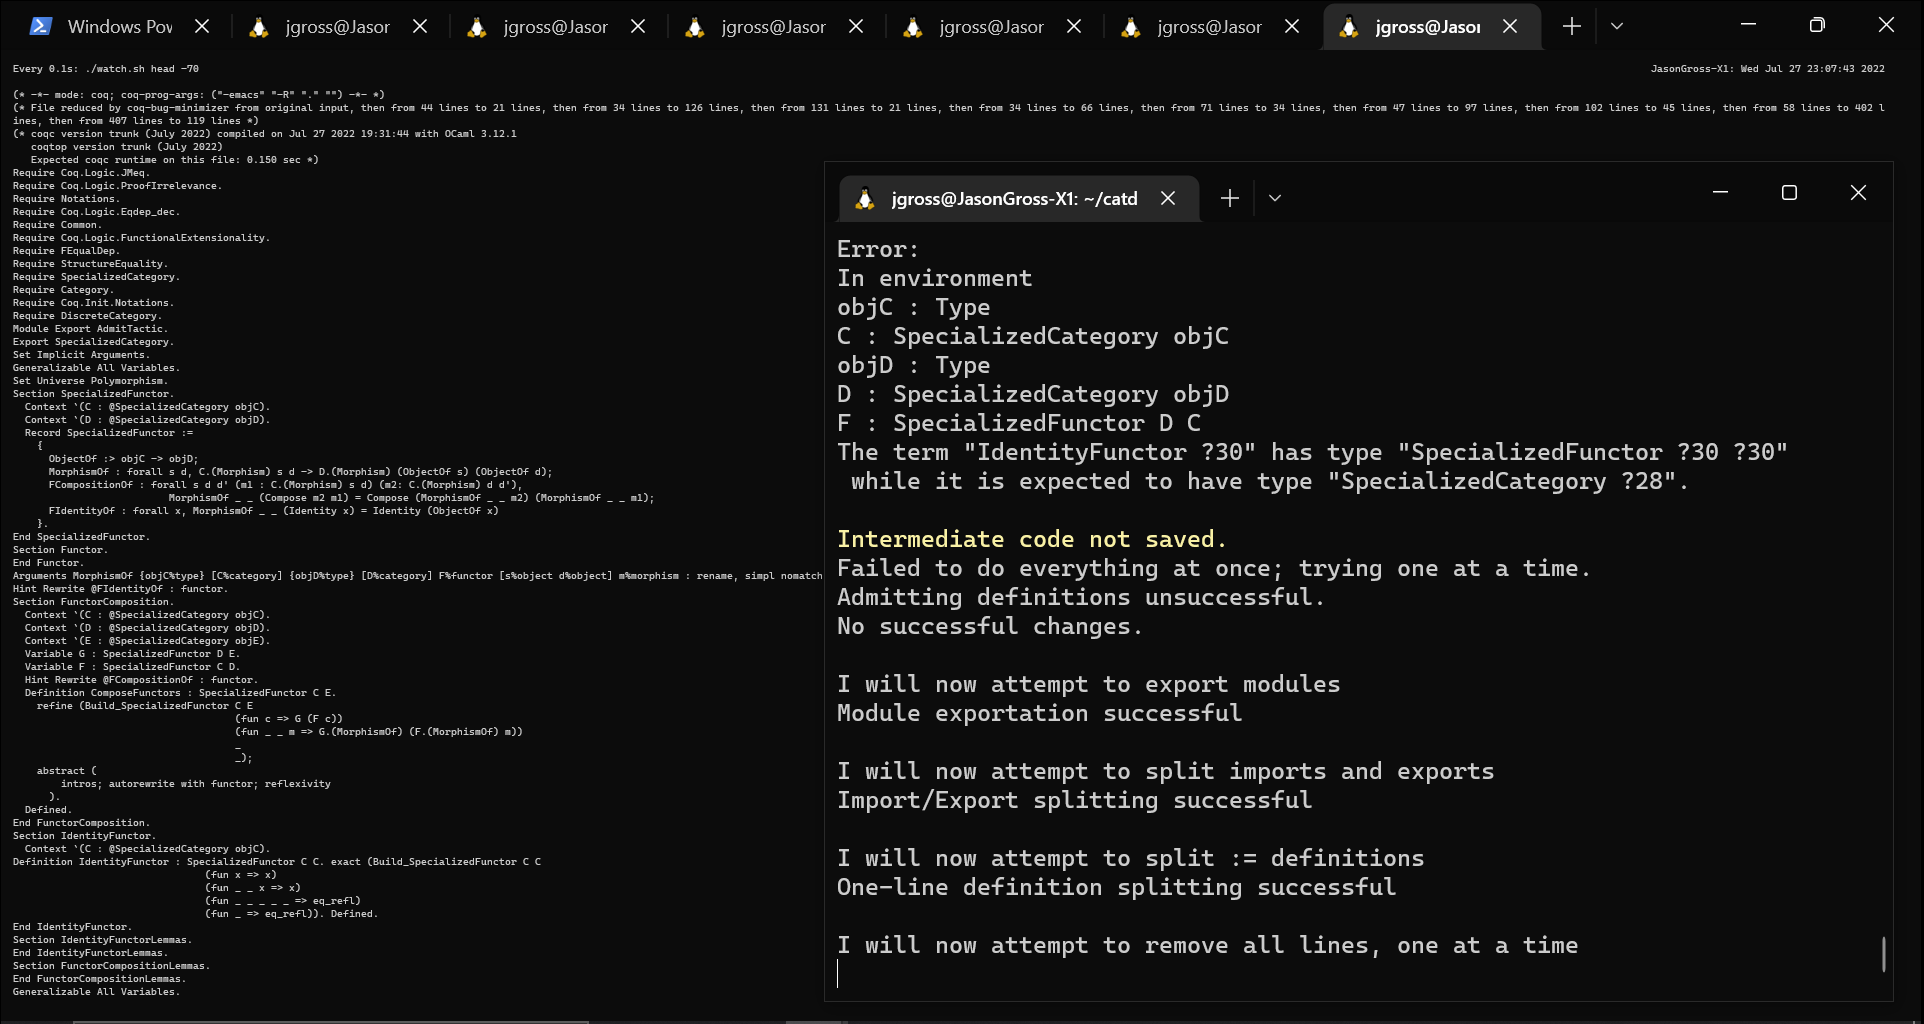 Windows Pov
jgross@Jasor
jgross@Jasor
jgross@Jasor
jgross@Jasor
jgross@Jasor
jgross@Jasor
Every 0.1s: ./watch.sh head -70
JasonGross-X1: Wed Jul 27 23:07:43 2022
(* -*- mode: coq; coq-prog-args: ("-emacs" "-R" "." "") -*- *)
(* File reduced by coq-bug-minimizer from original input, then from 44 lines to 21 lines, then from 34 lines to 126 lines, then from 131 lines to 21 lines, then from 34 lines to 66 lines, then from 71 lines to 34 lines, then from 47 lines to 97 lines, then from 102 lines to 45 lines, then from 58 lines to 402 l
ines, then from 407 lines to 119 lines *)
(* coqc version trunk (July 2022) compiled on Jul 27 2022 19:31:44 with OCaml 3.12.1
   coqtop version trunk (July 2022)
   Expected coqc runtime on this file: 0.150 sec *)
Require Coq.Logic.JMeq.
Require Coq.Logic.ProofIrrelevance.
Require Notations.
Require Coq.Logic.Eqdep_dec.
Require Common.
Require Coq.Logic.FunctionalExtensionality.
Require FEqualDep.
Require StructureEquality.
Require SpecializedCategory.
Require Category.
Require Coq.Init.Notations.
Require DiscreteCategory.
Module Export AdmitTactic.
Export SpecializedCategory.
Set Implicit Arguments.
Generalizable All Variables.
Set Universe Polymorphism.
Section SpecializedFunctor.
  Context `(C : @SpecializedCategory objC).
  Context `(D : @SpecializedCategory objD).
  Record SpecializedFunctor :=
    {
      ObjectOf :> objC -> objD;
      MorphismOf : forall s d, C.(Morphism) s d -> D.(Morphism) (ObjectOf s) (ObjectOf d);
      FCompositionOf : forall s d d' (m1 : C.(Morphism) s d) (m2: C.(Morphism) d d'),
                          MorphismOf _ _ (Compose m2 m1) = Compose (MorphismOf _ _ m2) (MorphismOf _ _ m1);
      FIdentityOf : forall x, MorphismOf _ _ (Identity x) = Identity (ObjectOf x)
    }.
End SpecializedFunctor.
Section Functor.
End Functor.
Arguments MorphismOf {objC%type} [C%category] {objD%type} [D%category] F%functor [s%object d%object] m%morphism : rename, simpl nomatch
Hint Rewrite @FIdentityOf : functor.
Section FunctorComposition.
  Context `(C : @SpecializedCategory objC).
  Context `(D : @SpecializedCategory objD).
  Context `(E : @SpecializedCategory objE).
  Variable G : SpecializedFunctor D E.
  Variable F : SpecializedFunctor C D.
  Hint Rewrite @FCompositionOf : functor.
  Definition ComposeFunctors : SpecializedFunctor C E.
    refine (Build_SpecializedFunctor C E
                                     (fun c => G (F c))
                                     (fun _ _ m => G.(MorphismOf) (F.(MorphismOf) m))
                                     _
                                     _);
    abstract (
        intros; autorewrite with functor; reflexivity
      ).
  Defined.
End FunctorComposition.
Section IdentityFunctor.
  Context `(C : @SpecializedCategory objC).
Definition IdentityFunctor : SpecializedFunctor C C. exact (Build_SpecializedFunctor C C
                                (fun x => x)
                                (fun _ _ x => x)
                                (fun _ _ _ _ _ => eq_refl)
                                (fun _ => eq_refl)). Defined.
End IdentityFunctor.
Section IdentityFunctorLemmas.
End IdentityFunctorLemmas.
Section FunctorCompositionLemmas.
End FunctorCompositionLemmas.
Generalizable All Variables.
jgross@JasonGross-X1: ~/catd
Error:
In environment
objC : Type
C : SpecializedCategory objC
objD : Type
D : SpecializedCategory objD
F : SpecializedFunctor D C
The term "IdentityFunctor ?30" has type "SpecializedFunctor ?30 ?30"
 while it is expected to have type "SpecializedCategory ?28".
Intermediate code not saved.
Failed to do everything at once; trying one at a time.
Admitting definitions unsuccessful.
No successful changes.
I will now attempt to export modules
Module exportation successful
I will now attempt to split imports and exports
Import/Export splitting successful
I will now attempt to split := definitions
One-line definition splitting successful
I will now attempt to remove all lines, one at a time